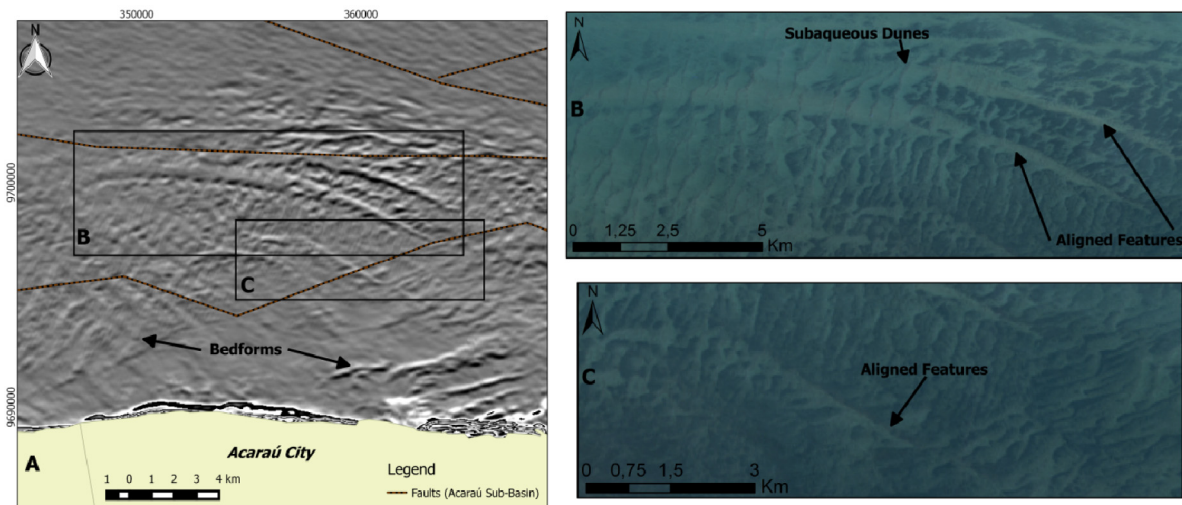 350000
360000
N
9700000
B
C
Bedforms
9690000
A
Acaraú City
1 0 1 2 3 4 km
Legend
Faults (Acaraú Sub-Basin)
N
Subaqueous Dunes
B
Aligned Features
0 1,25 2,5 5
Km
N
Aligned Features
C
0 0,75 1,5 3
Km